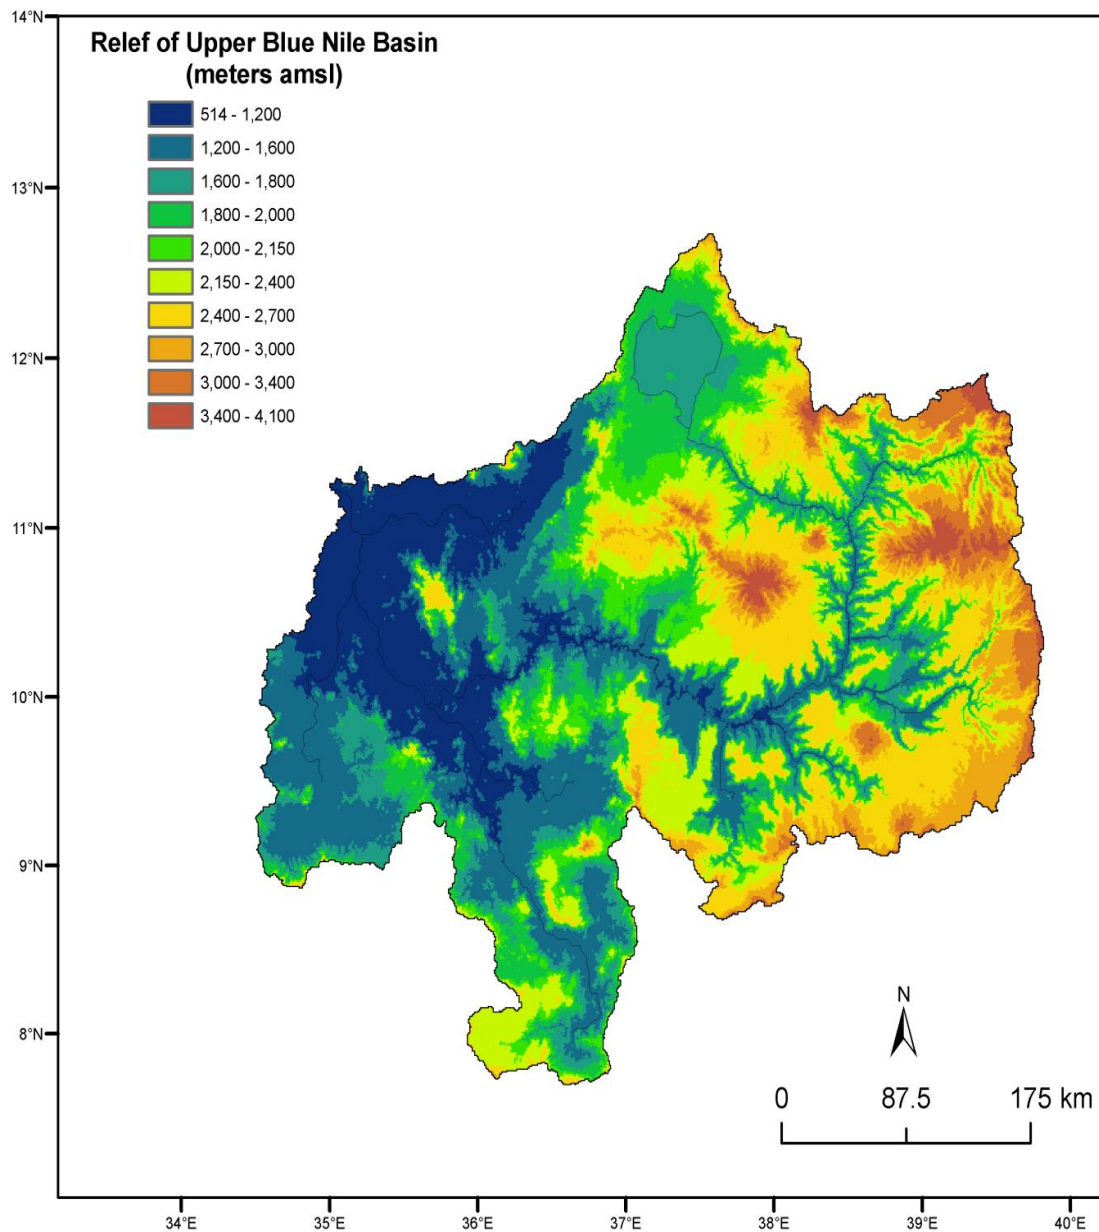 14°N
Relef of Upper Blue Nile Basin
(meters amsl)
514 - 1,200
1,200 - 1,600
13°N
1,600 - 1,800
1,800 - 2,000
2,000 - 2,150
2,150 - 2,400
2,400 - 2,700
12°N
2,700 - 3,000
3,000 - 3,400
3,400 - 4,100
11°N
10°N
9°N
8°N
N
0 87.5 175 km
34°E 35°E 36°E 37°E 38°E 39°E 40°E